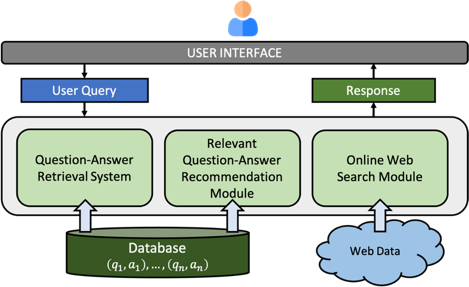 USER INTERFACE
User Query
Response
Question-Answer
Retrieval System
Relevant
Question-Answer
Recommendation
Module
Online Web
Search Module
Database
(q₁, a₁), …, (qₙ, aₙ)
Web Data